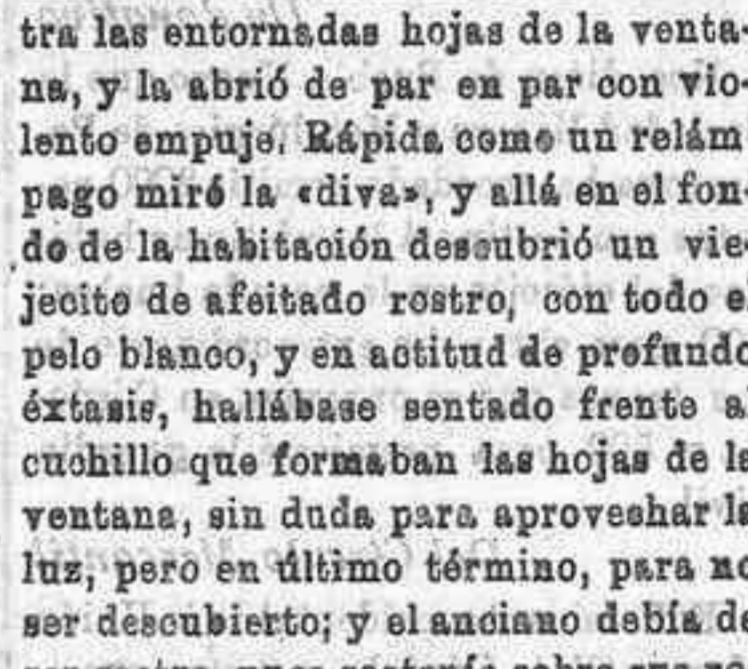 tra las entornadas hojas de la venta-
na, y la abrió de par en par con vio-
lento empuje. Rápida como un relám
pago miró la «diva», y allá en el fon
do de la habitación descubrió un vie-
jecito de afeitado rostro, con todo e
pelo blanco, y en actitud de profundo
éxtasis, hallábase sentado frente a
cuchillo que formaban las hojas de la
ventana, sin duda para aprovechar la
luz, pero en último término, para no
ser descubierto; y el anciano debía de